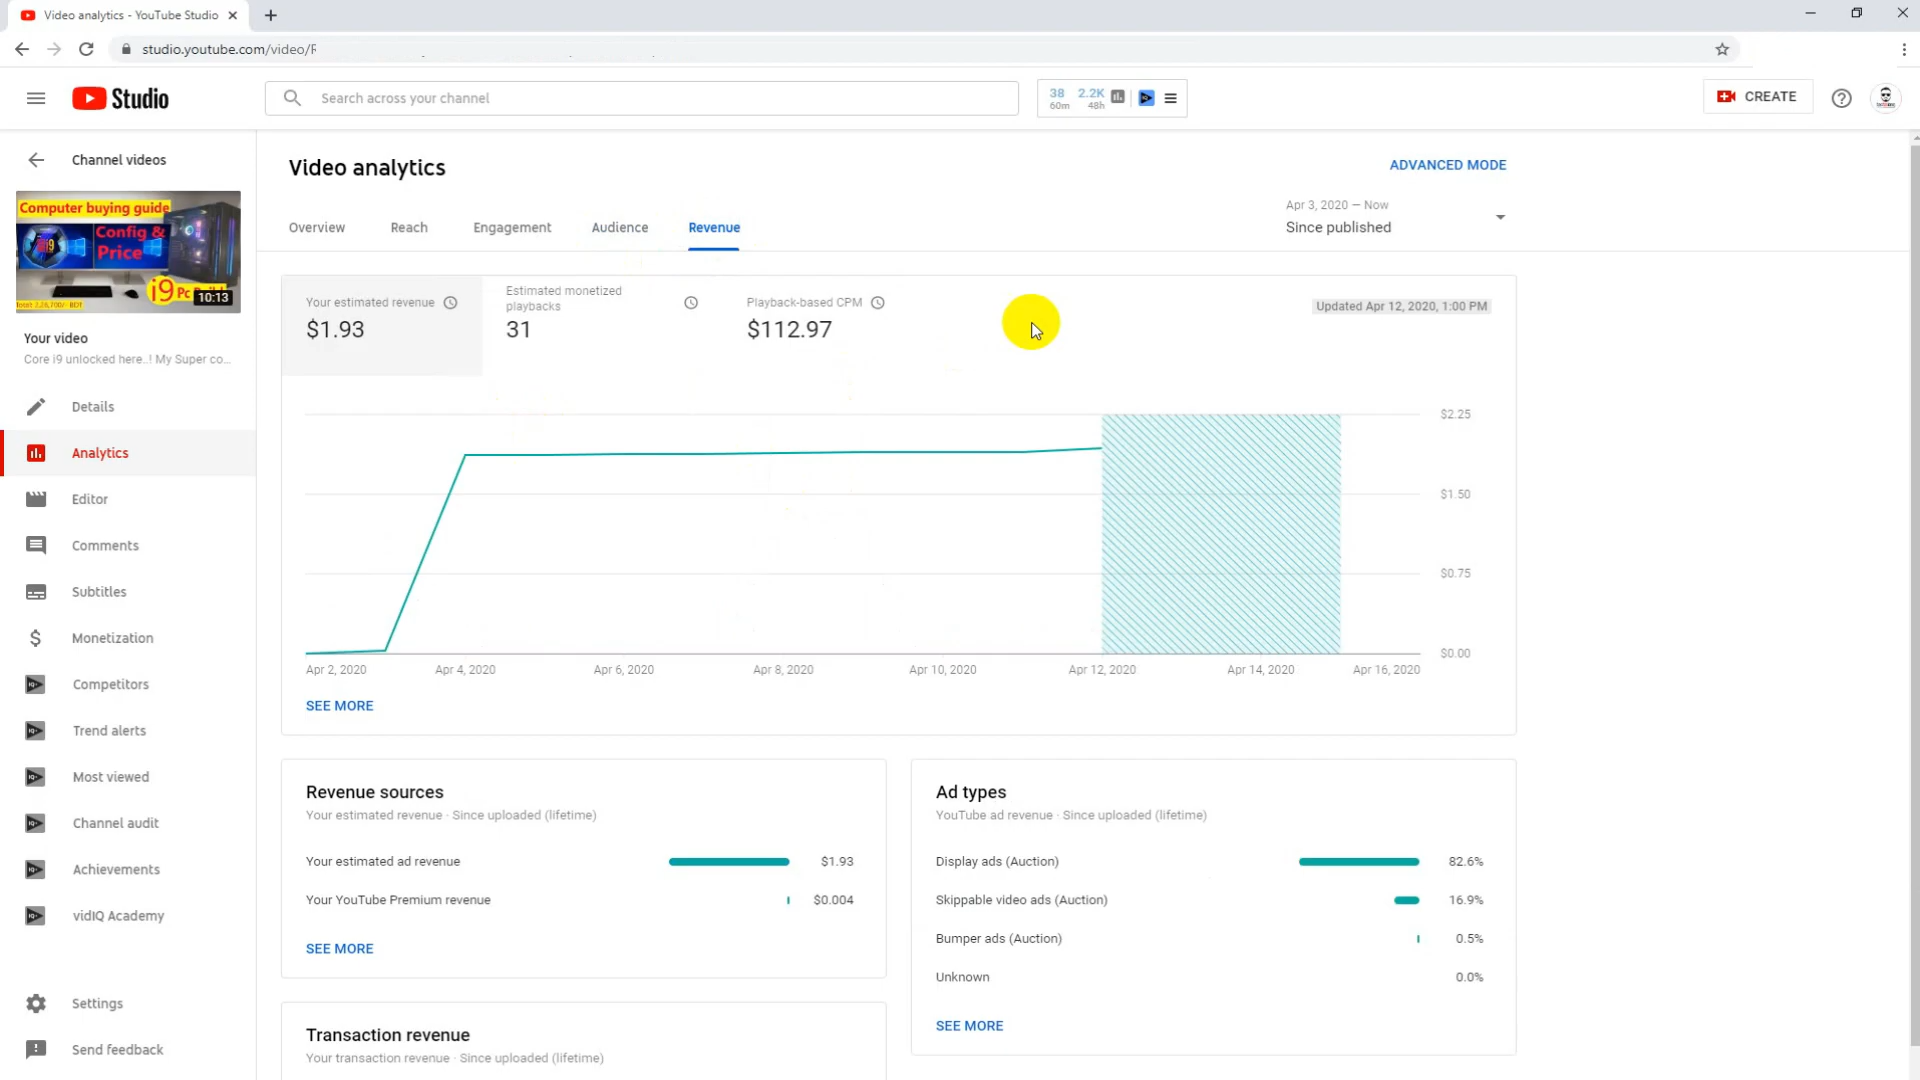 Video analytics - YouTube Studio
studio.youtube.com/video/F
Studio
Search across your channel
38 2.2K
60m 48h
CREATE
Channel videos
Computer buying guide
Config &
Price
i9 Pc Build
10:13
Your video
Core i9 unlocked here..! My Super co...
Details
Analytics
Editor
Comments
Subtitles
Monetization
Competitors
Trend alerts
Most viewed
Channel audit
Achievements
vidIQ Academy
Settings
Send feedback
Video analytics
ADVANCED MODE
Overview Reach Engagement Audience Revenue
Apr 3, 2020 – Now
Since published
Your estimated revenue
$1.93
Estimated monetized
playbacks
31
Playback-based CPM
$112.97
Updated Apr 12, 2020, 1:00 PM
$2.25
$1.50
$0.75
$0.00
Apr 2, 2020 Apr 4, 2020 Apr 6, 2020 Apr 8, 2020 Apr 10, 2020 Apr 12, 2020 Apr 14, 2020 Apr 16, 2020
SEE MORE
Revenue sources
Your estimated revenue · Since uploaded (lifetime)
Your estimated ad revenue $1.93
Your YouTube Premium revenue $0.004
SEE MORE
Ad types
YouTube ad revenue · Since uploaded (lifetime)
Display ads (Auction) 82.6%
Skippable video ads (Auction) 16.9%
Bumper ads (Auction) 0.5%
Unknown 0.0%
SEE MORE
Transaction revenue
Your transaction revenue · Since uploaded (lifetime)